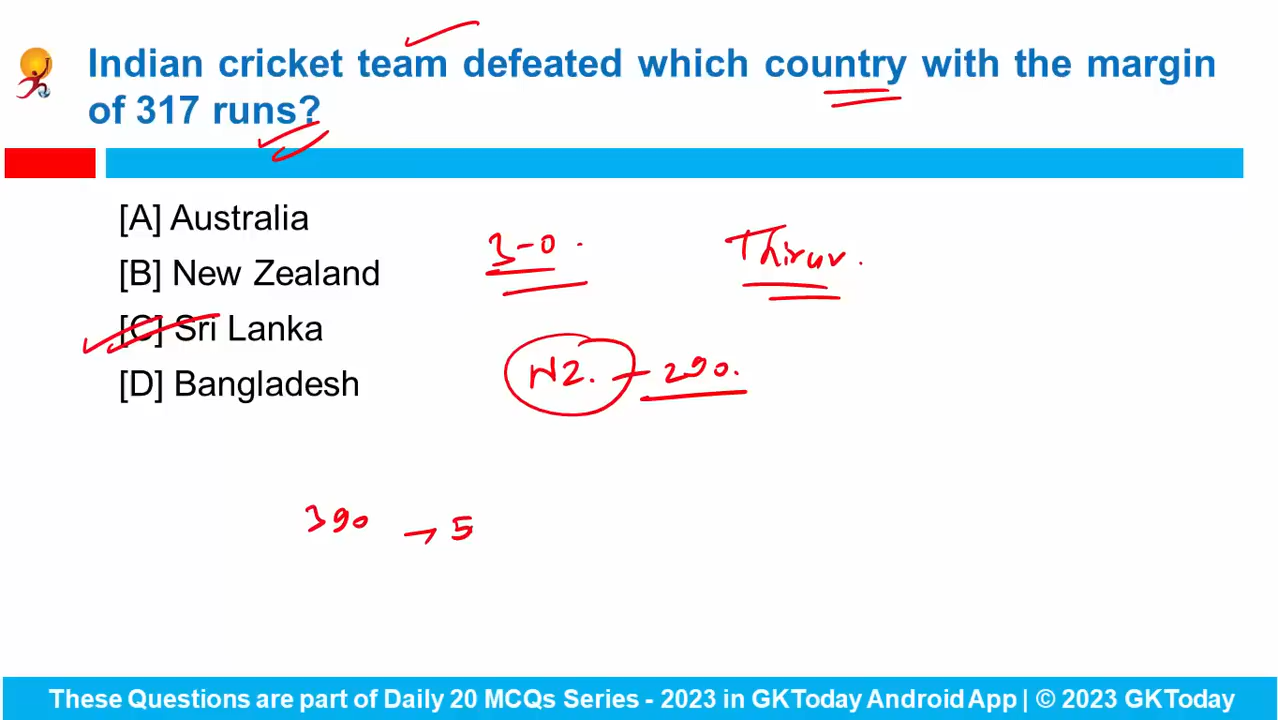 Indian cricket team defeated which country with the margin
of 317 runs?
[A] Australia
3-0.
Thiruv.
[B] New Zealand
[C] Sri Lanka
NZ. - 290.
[D] Bangladesh
390 → 5
These Questions are part of Daily 20 MCQs Series - 2023 in GKToday Android App | © 2023 GKToday